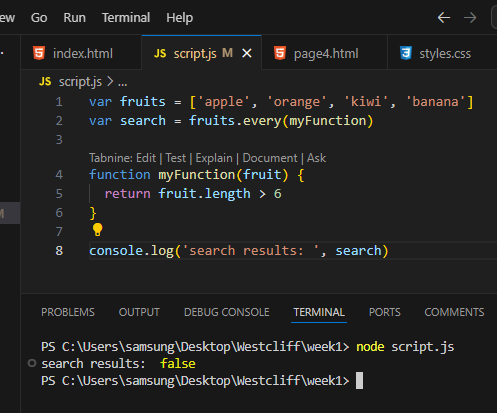 ew Go Run Terminal Help
index.html JS script.js M page4.html styles.css
JS script.js > ...
1 var fruits = ['apple', 'orange', 'kiwi', 'banana']
2 var search = fruits.every(myFunction)
3
Tabnine: Edit | Test | Explain | Document | Ask
4 function myFunction(fruit) {
5 return fruit.length > 6
6 }
7
8 console.log('search results: ', search)
PROBLEMS OUTPUT DEBUG CONSOLE TERMINAL PORTS COMMENTS
PS C:\Users\samsung\Desktop\Westcliff\week1> node script.js
search results:  false
PS C:\Users\samsung\Desktop\Westcliff\week1>